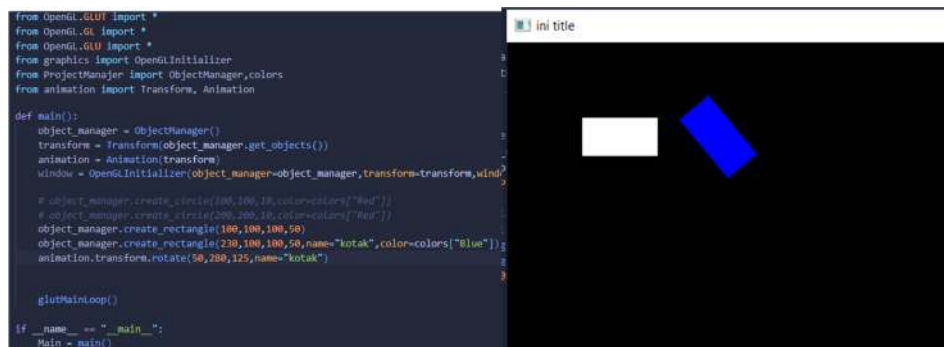 from OpenGL.GLUT import *
from OpenGL.GL import *
from OpenGL.GLU import *
from graphics import OpenGLInitializer
from ProjectManajer import ObjectManager,colors
from animation import Transform, Animation
def main():
object_manager = ObjectManager()
transform = Transform(object_manager.get_objects())
animation = Animation(transform)
window = OpenGLInitializer(object_manager=object_manager,transform=transform,wind
# object_manager.create_circle(100,100,10,color=colors["Red"])
# object_manager.create_circle(200,200,10,color=colors["Red"])
object_manager.create_rectangle(100,100,100,50)
object_manager.create_rectangle(230,100,100,50,name="kotak",color=colors["Blue"])
animation.transform.rotate(50,280,125,name="kotak")
glutMainLoop()
if __name__ == "__main__":
Main = main()
ini title